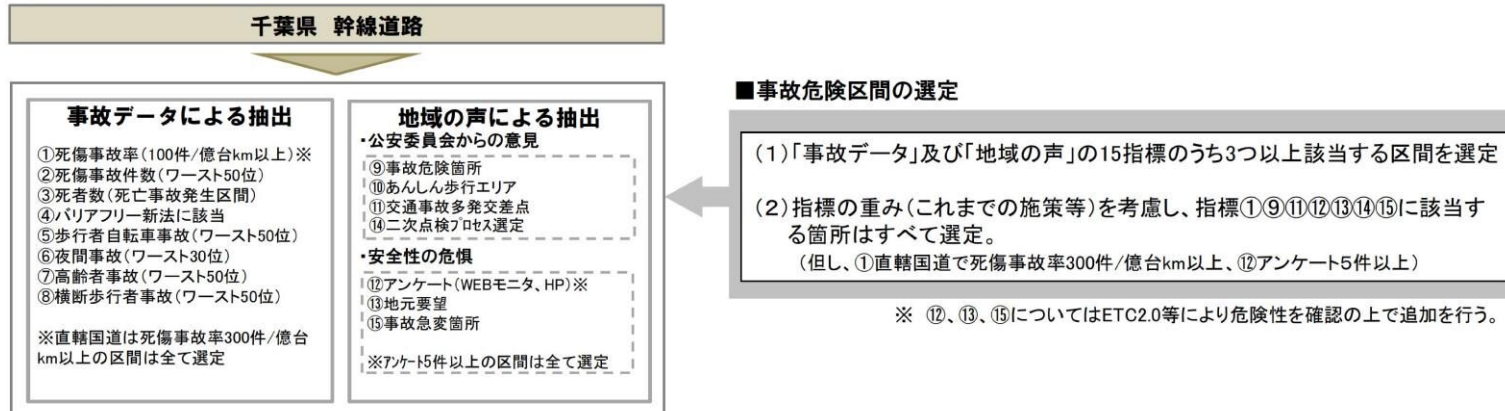 千葉県　幹線道路
事故データによる抽出
①死傷事故率(100件/億台km以上)※
②死傷事故件数(ワースト50位)
③死者数(死亡事故発生区間)
④バリアフリー新法に該当
⑤歩行者自転車事故(ワースト50位)
⑥夜間事故(ワースト30位)
⑦高齢者事故(ワースト50位)
⑧横断歩行者事故(ワースト50位)
※直轄国道は死傷事故率300件/億台
km以上の区間は全て選定
地域の声による抽出
・公安委員会からの意見
⑨事故危険箇所
⑩あんしん歩行エリア
⑪交通事故多発交差点
⑭二次点検プロセス選定
・安全性の危惧
⑫アンケート(WEBモニタ、HP)※
⑬地元要望
⑮事故急変箇所
※アンケート5件以上の区間は全て選定
■事故危険区間の選定
(1)「事故データ」及び「地域の声」の15指標のうち3つ以上該当する区間を選定
(2)指標の重み(これまでの施策等)を考慮し、指標①⑨⑪⑫⑬⑭⑮に該当す
る箇所はすべて選定。
(但し、①直轄国道で死傷事故率300件/億台km以上、⑫アンケート5件以上)
※ ⑫、⑬、⑮についてはETC2.0等により危険性を確認の上で追加を行う。